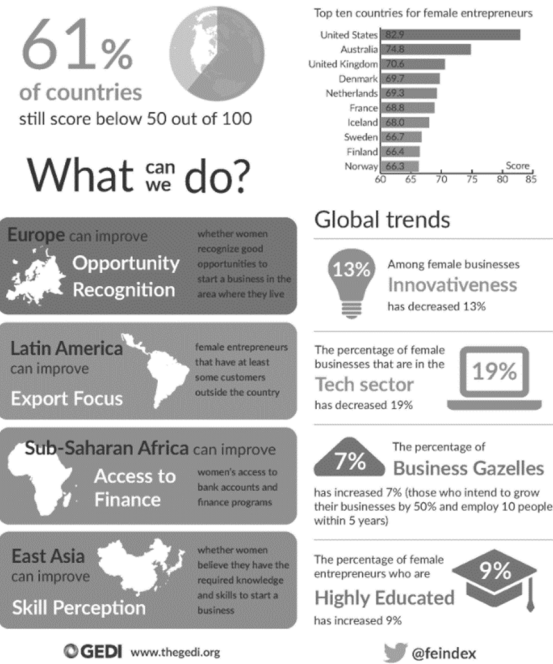 61%
of countries
still score below 50 out of 100
Top ten countries for female entrepreneurs
United States 82.9
Australia 74.8
United Kingdom 70.6
Denmark 69.7
Netherlands 69.3
France 68.8
Iceland 68.0
Sweden 66.7
Finland 66.4
Norway 66.3
Score
60 65 70 75 80 85
What can we do?
Europe can improve
Opportunity
Recognition
whether women
recognize good
opportunities to
start a business in the
area where they live
Latin America
can improve
Export Focus
female entrepreneurs
that have at least
some customers
outside the country
Sub-Saharan Africa can improve
Access to
Finance
women's access to
bank accounts and
finance programs
East Asia
can improve
Skill Perception
whether women
believe they have the
required knowledge
and skills to start a
business
Global trends
13%
Among female businesses
Innovativeness
has decreased 13%
The percentage of female
businesses that are in the
Tech sector
has decreased 19%
19%
7%
The percentage of
Business Gazelles
has increased 7% (those who intend to grow
their businesses by 50% and employ 10 people
within 5 years)
The percentage of female
entrepreneurs who are
Highly Educated
has increased 9%
9%
GEDI www.thegedi.org
@feindex